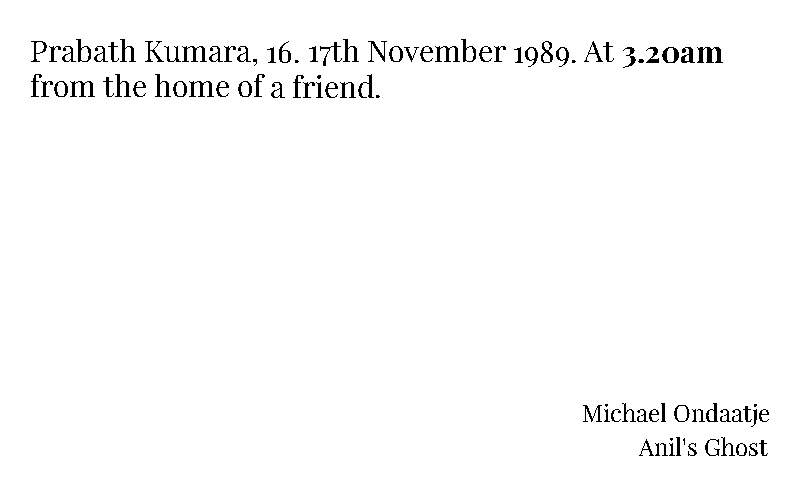 Prabath Kumara, 16. 17th November 1989. At 3.20am
from the home of a friend.
Michael Ondaatje
Anil's Ghost